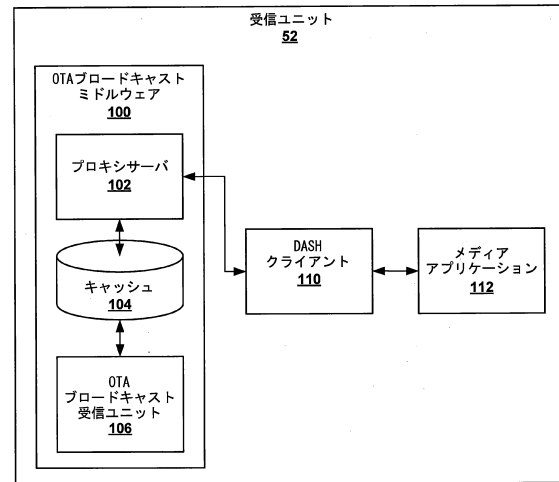 受信ユニット
52
OTAブロードキャスト
ミドルウェア
100
プロキシサーバ
102
キャッシュ
104
OTA
ブロードキャスト
受信ユニット
106
DASH
クライアント
110
メディア
アプリケーション
112